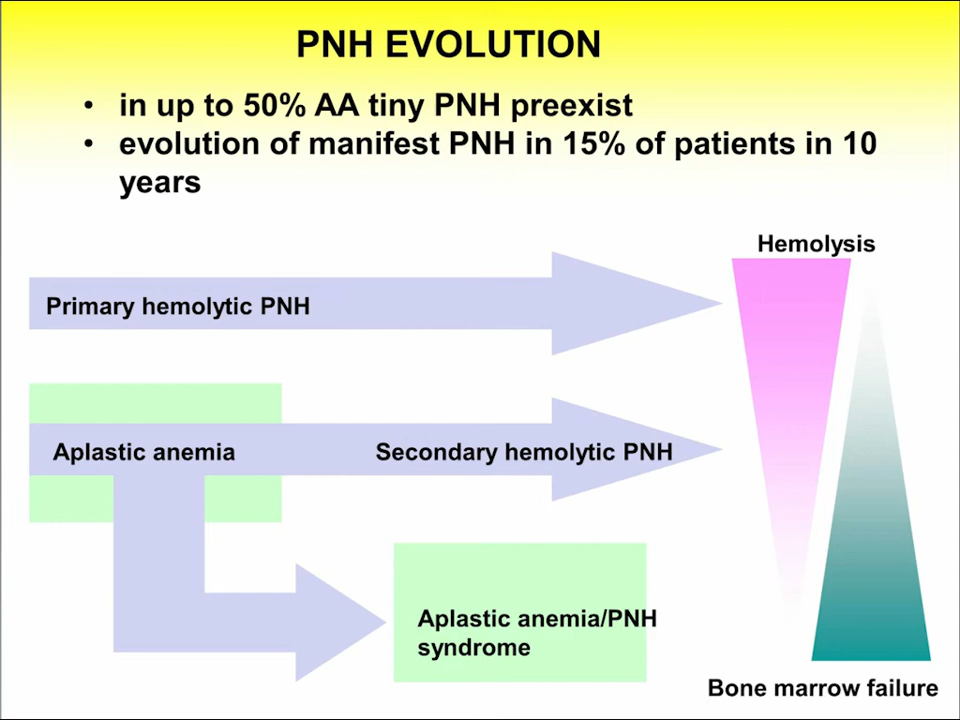 PNH EVOLUTION
• in up to 50% AA tiny PNH preexist
• evolution of manifest PNH in 15% of patients in 10
years
Hemolysis
Primary hemolytic PNH
Aplastic anemia
Secondary hemolytic PNH
Aplastic anemia/PNH
syndrome
Bone marrow failure